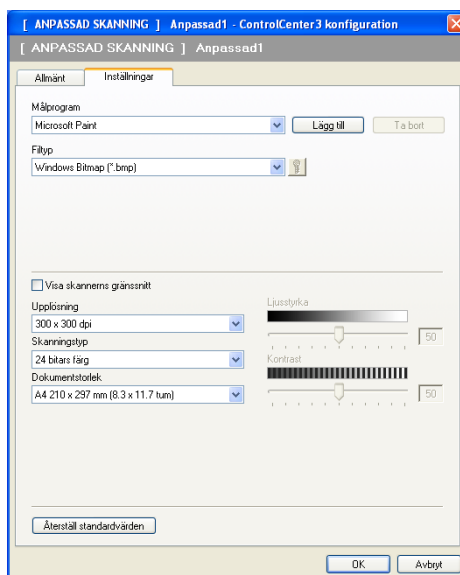 [ ANPASSAD SKANNING ] Anpassad1 - ControlCenter3 konfiguration
[ ANPASSAD SKANNING ] Anpassad1
Allmänt Inställningar
Målprogram
Microsoft Paint Lägg till Ta bort
Filtyp
Windows Bitmap (*.bmp)
Visa skannerns gränssnitt
Upplösning Ljusstyrka
300 x 300 dpi 50
Skanningstyp
24 bitars färg Kontrast
Dokumentstorlek
A4 210 x 297 mm (8.3 x 11.7 tum) 50
Återställ standardvärden
OK Avbryt